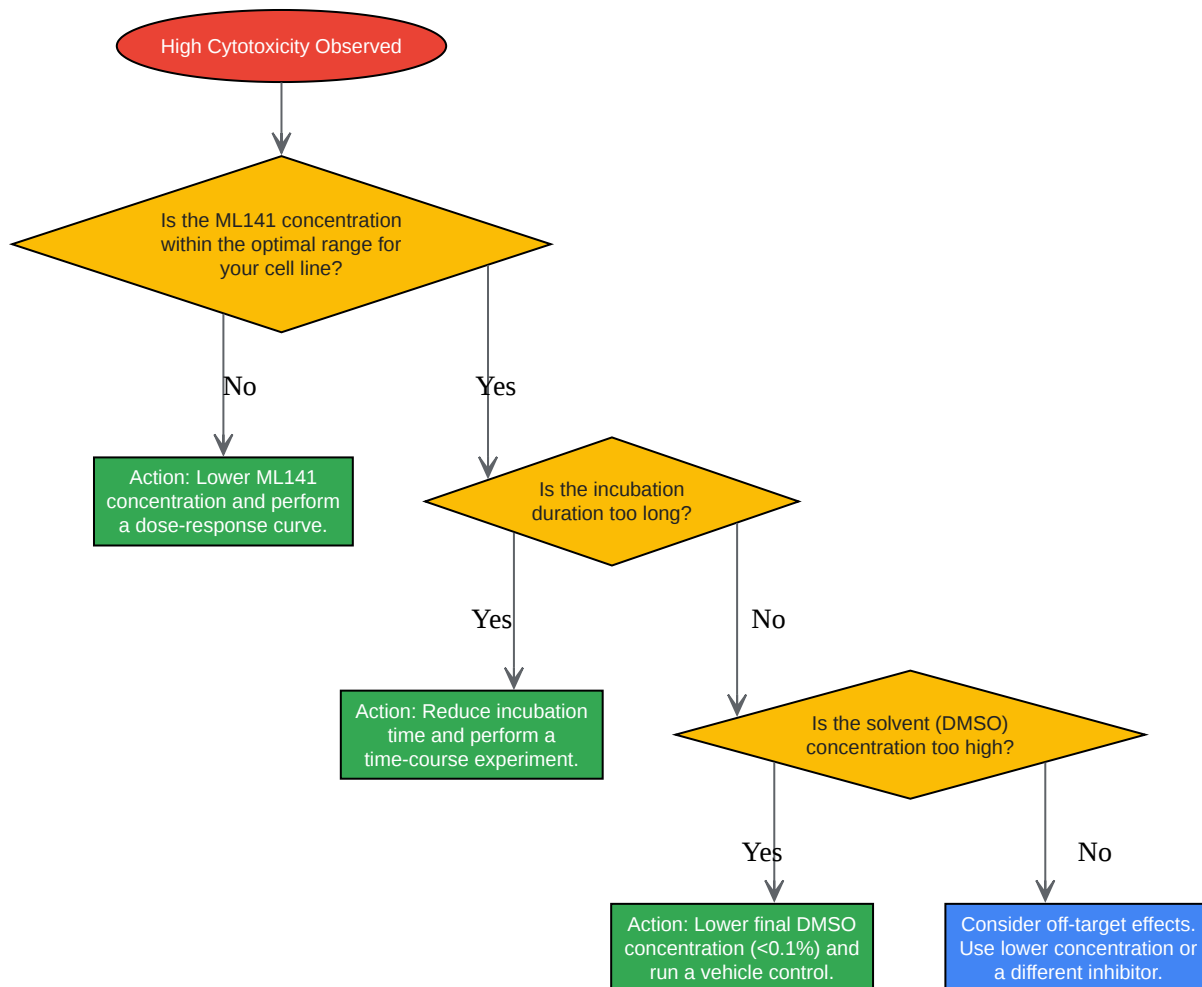 High Cytotoxicity Observed
Is the ML141 concentration
within the optimal range for
your cell line?
No
Yes
Action: Lower ML141
concentration and perform
a dose-response curve.
Is the incubation
duration too long?
Yes
No
Action: Reduce incubation
time and perform a
time-course experiment.
Is the solvent (DMSO)
concentration too high?
Yes
No
Action: Lower final DMSO
concentration (<0.1%) and
run a vehicle control.
Consider off-target effects.
Use lower concentration or
a different inhibitor.